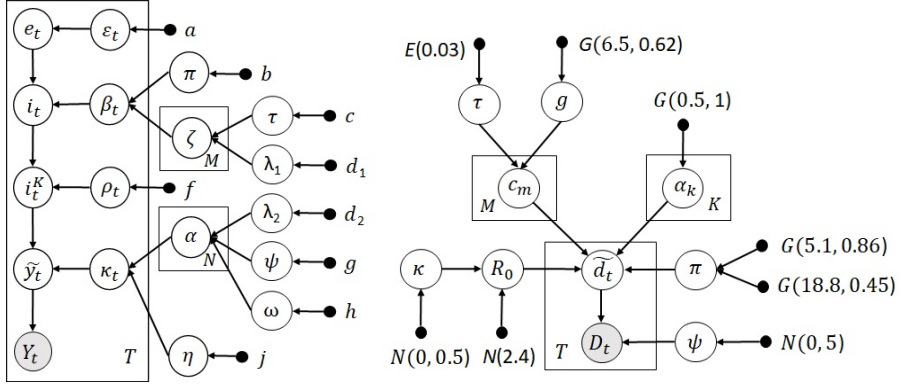 e_t ε_t a
i_t β_t π b
ζ M τ c
λ_1 d_1
i_t^K ρ_t f
α N λ_2 d_2
ỹ_t κ_t ψ g
ω h
Y_t T η j
E(0.03) G(6.5, 0.62)
τ g G(0.5, 1)
c_m M α_k K
κ R_0 d̃_t π G(5.1, 0.86)
G(18.8, 0.45)
N(0, 0.5) N(2.4) T D_t ψ N(0, 5)